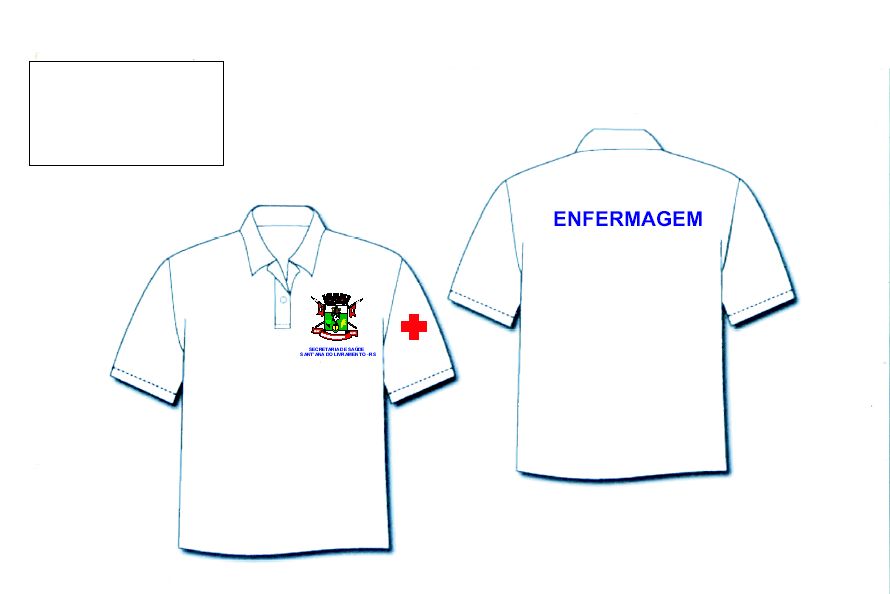 ENFERMAGEM
SECRETARIA DE SAÚDE
SANT'ANA DO LIVRAMENTO -RS